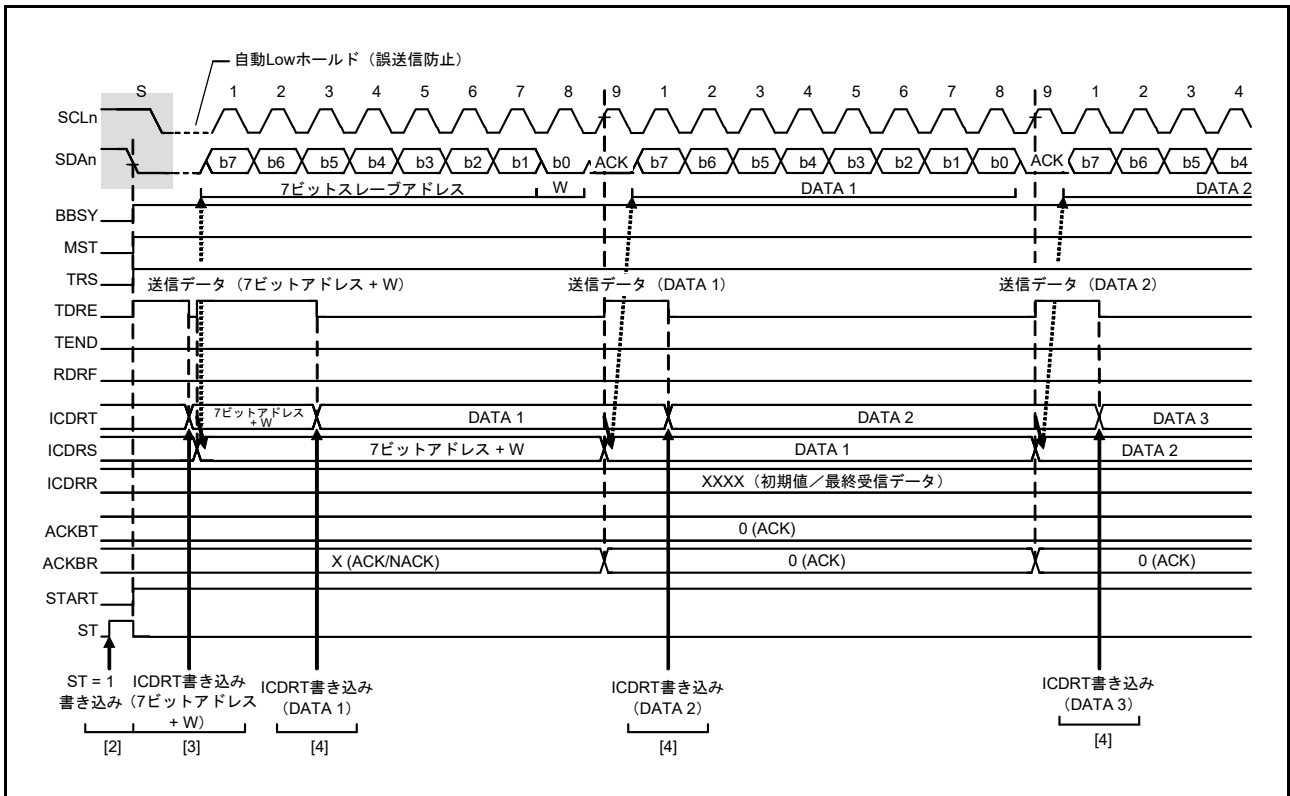 自動Lowホールド（誤送信防止）
S 1 2 3 4 5 6 7 8 9 1 2 3 4 5 6 7 8 9 1 2 3 4
SCLn
SDAn b7 b6 b5 b4 b3 b2 b1 b0 ACK b7 b6 b5 b4 b3 b2 b1 b0 ACK b7 b6 b5 b4
7ビットスレーブアドレス W DATA 1 DATA 2
BBSY
MST
TRS
送信データ（7ビットアドレス + W） 送信データ（DATA 1） 送信データ（DATA 2）
TDRE
TEND
RDRF
ICDRT 7ビットアドレス + W DATA 1 DATA 2 DATA 3
ICDRS 7ビットアドレス + W DATA 1 DATA 2
ICDRR XXXX（初期値／最終受信データ）
ACKBT 0 (ACK)
ACKBR X (ACK/NACK) 0 (ACK) 0 (ACK)
START
ST
ST = 1
書き込み
[2]
ICDRT書き込み
（7ビットアドレス
+ W）
[3]
ICDRT書き込み
（DATA 1）
[4]
ICDRT書き込み
（DATA 2）
[4]
ICDRT書き込み
（DATA 3）
[4]